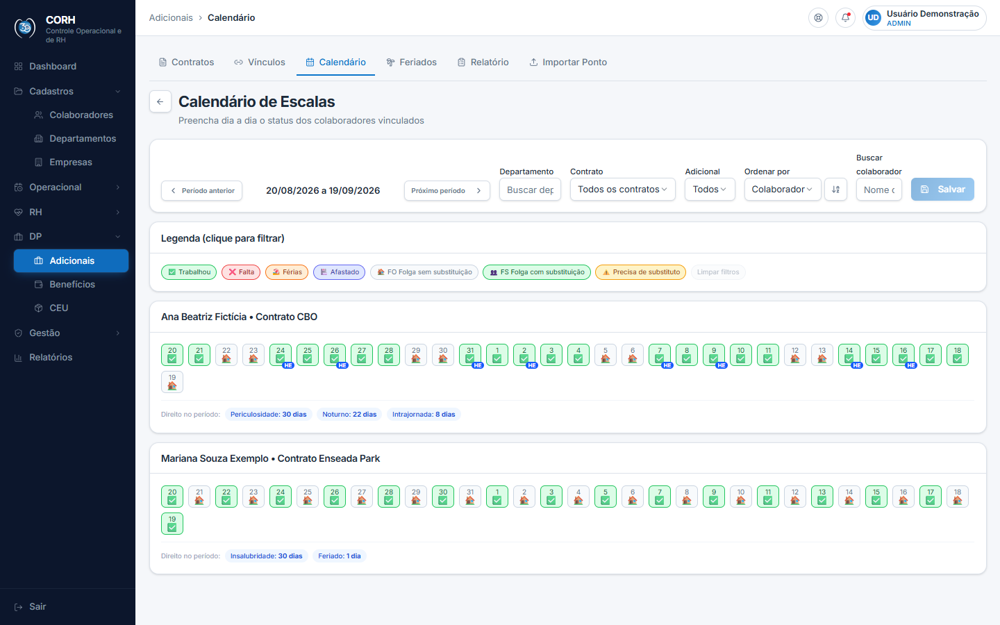 CORH
Controle Operacional e
de RH
Dashboard
Cadastros
Colaboradores
Departamentos
Empresas
Operacional
RH
DP
Adicionais
Benefícios
CEU
Gestão
Relatórios
Sair
Adicionais > Calendário
UD
Usuário Demonstração
ADMIN
Contratos
Vínculos
Calendário
Feriados
Relatório
Importar Ponto
Calendário de Escalas
Preencha dia a dia o status dos colaboradores vinculados
Período anterior
20/08/2026 a 19/09/2026
Próximo período
Departamento
Buscar dep
Contrato
Todos os contratos
Adicional
Todos
Ordenar por
Colaborador
Buscar
colaborador
Nome c
Salvar
Legenda (clique para filtrar)
Trabalhou
Falta
Férias
Afastado
FO Folga sem substituição
FS Folga com substituição
Precisa de substituto
Limpar filtros
Ana Beatriz Fictícia • Contrato CBO
20 21 22 23 24 25 26 27 28 29 30 31 1 2 3 4 5 6 7 8 9 10 11 12 13 14 15 16 17 18
HE HE HE HE HE HE HE HE
19
Direito no período: Periculosidade: 30 dias Noturno: 22 dias Intrajornada: 8 dias
Mariana Souza Exemplo • Contrato Enseada Park
20 21 22 23 24 25 26 27 28 29 30 31 1 2 3 4 5 6 7 8 9 10 11 12 13 14 15 16 17 18
19
Direito no período: Insalubridade: 30 dias Feriado: 1 dia